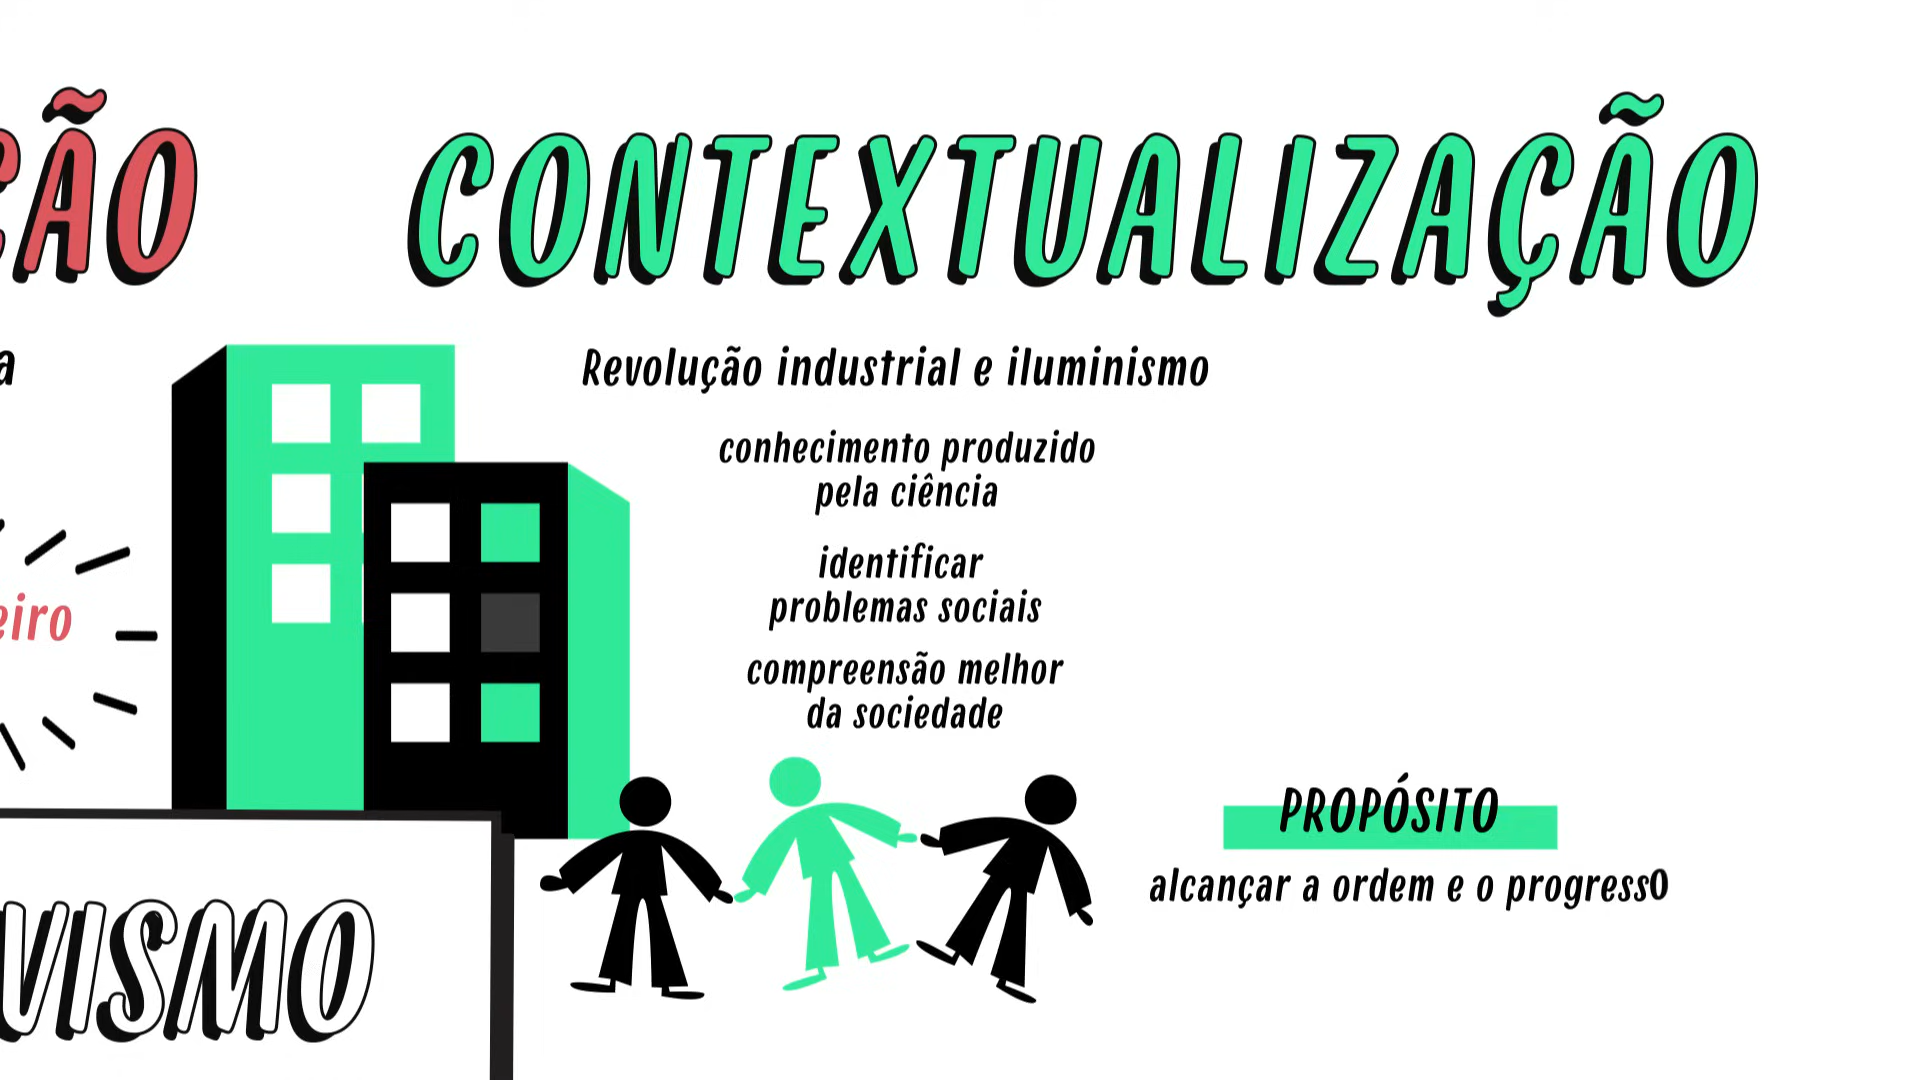 ÇÃO
CONTEXTUALIZAÇÃO
a
Revolução industrial e iluminismo
conhecimento produzido
pela ciência
identificar
problemas sociais
eiro
compreensão melhor
da sociedade
PROPÓSITO
alcançar a ordem e o progressO
VISMO